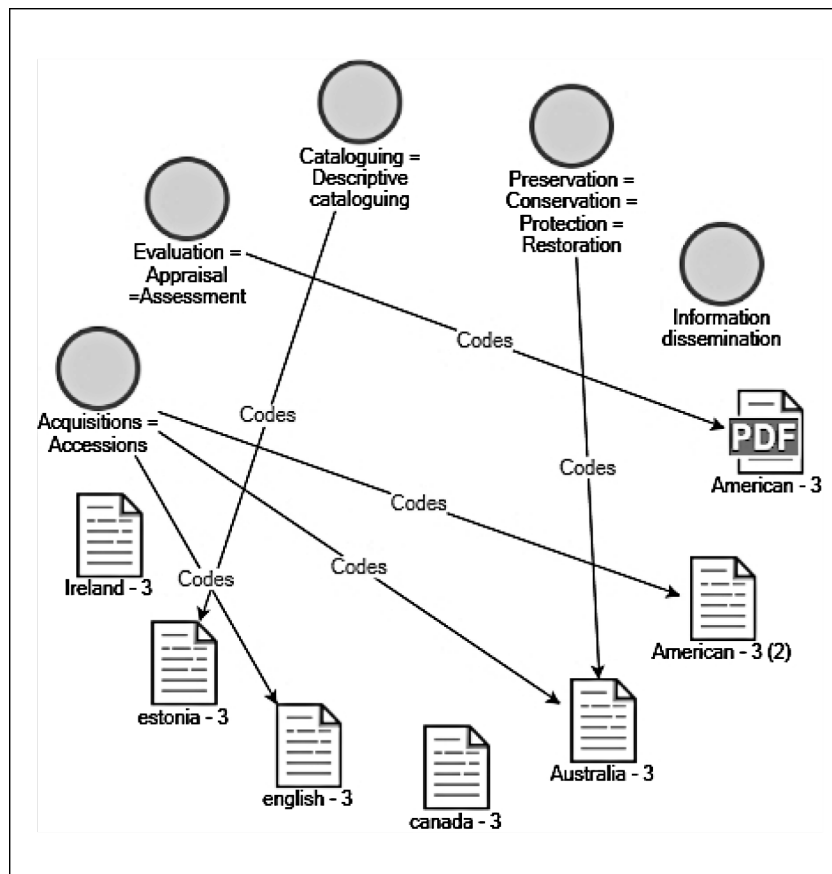 Cataloguing =
Descriptive
cataloguing
Preservation =
Conservation =
Protection =
Restoration
Evaluation =
Appraisal
=Assessment
Information
dissemination
Codes
Acquisitions =
Accessions
Codes
PDF
American - 3
Codes
Codes
Ireland - 3
Codes
Codes
American - 3 (2)
estonia - 3
english - 3
Australia - 3
canada - 3